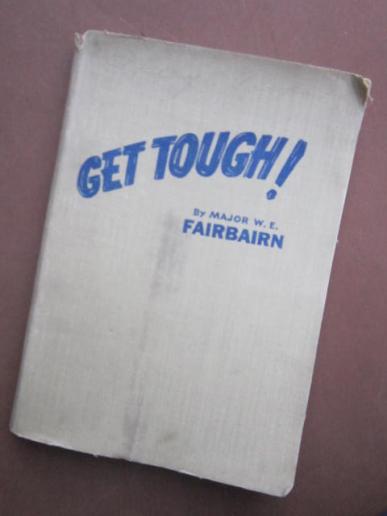 GET TOUGH!
By MAJOR W. E.
FAIRBAIRN